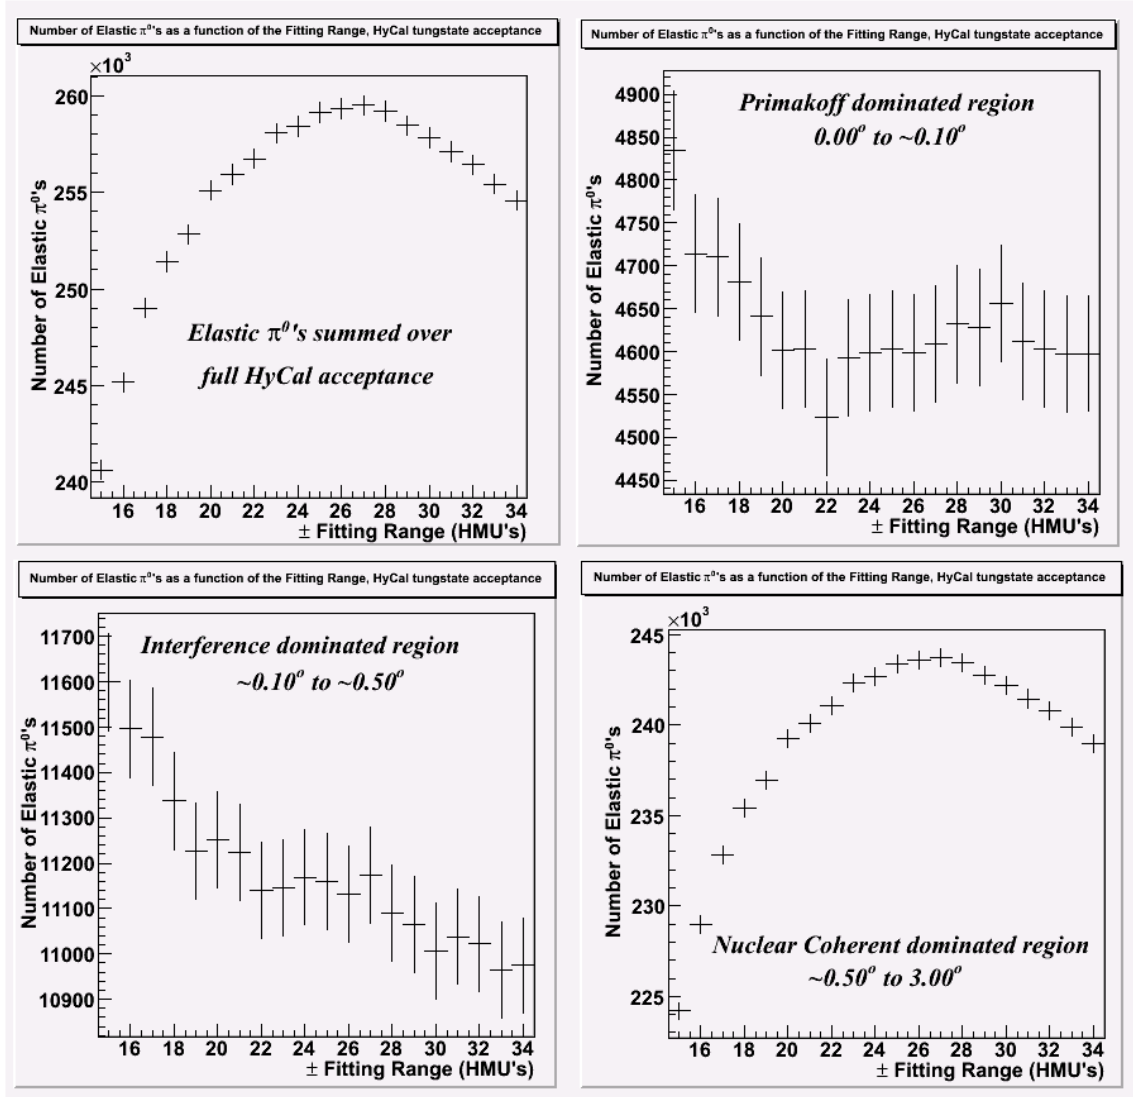 Number of Elastic π⁰'s as a function of the Fitting Range, HyCal tungstate acceptance
×10³
260
255
250
245
240
Number of Elastic π⁰'s
Elastic π⁰'s summed over
full HyCal acceptance
16 18 20 22 24 26 28 30 32 34
± Fitting Range (HMU's)
Number of Elastic π⁰'s as a function of the Fitting Range, HyCal tungstate acceptance
4900
4850
4800
4750
4700
4650
4600
4550
4500
4450
Number of Elastic π⁰'s
Primakoff dominated region
0.00° to ~0.10°
16 18 20 22 24 26 28 30 32 34
± Fitting Range (HMU's)
Number of Elastic π⁰'s as a function of the Fitting Range, HyCal tungstate acceptance
11700
11600
11500
11400
11300
11200
11100
11000
10900
Number of Elastic π⁰'s
Interference dominated region
~0.10° to ~0.50°
16 18 20 22 24 26 28 30 32 34
± Fitting Range (HMU's)
Number of Elastic π⁰'s as a function of the Fitting Range, HyCal tungstate acceptance
×10³
245
240
235
230
225
Number of Elastic π⁰'s
Nuclear Coherent dominated region
~0.50° to 3.00°
16 18 20 22 24 26 28 30 32 34
± Fitting Range (HMU's)